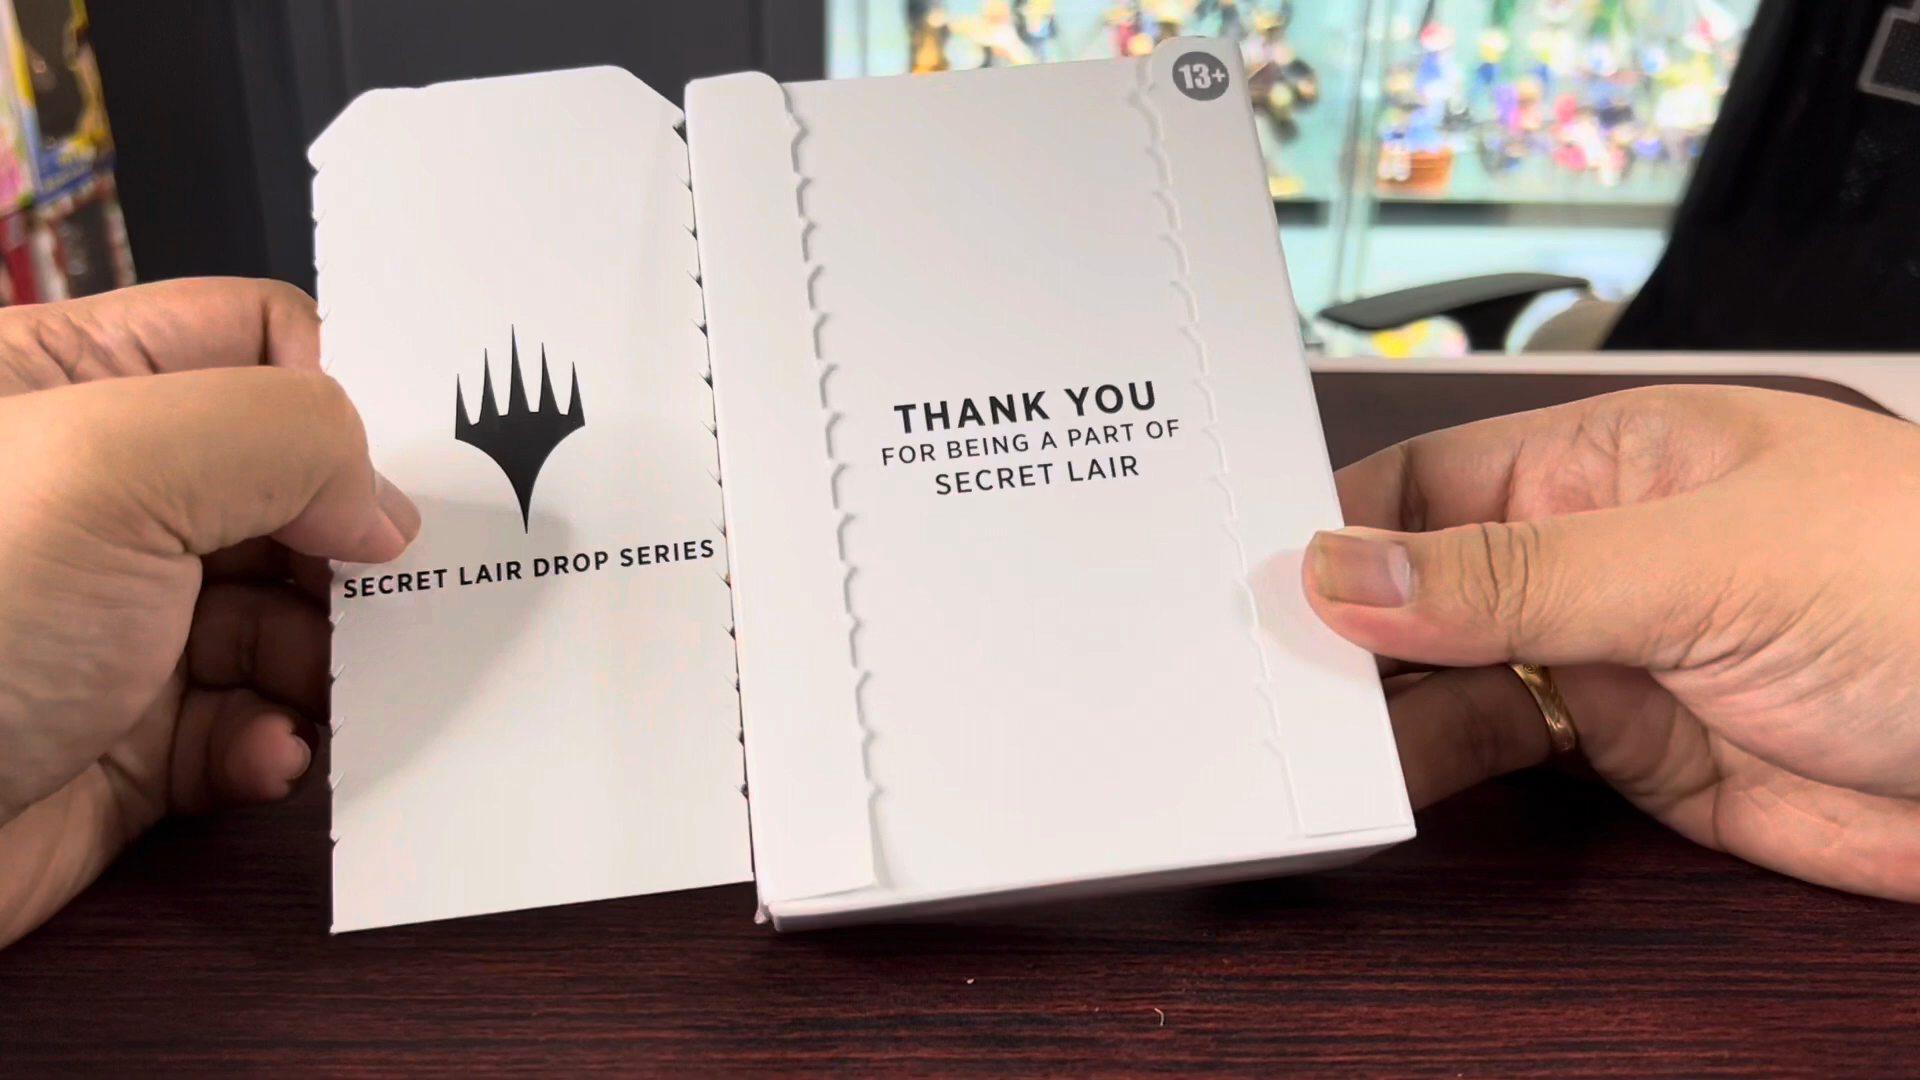 SECRET LAIR DROP SERIES
13+
THANK YOU
FOR BEING A PART OF
SECRET LAIR